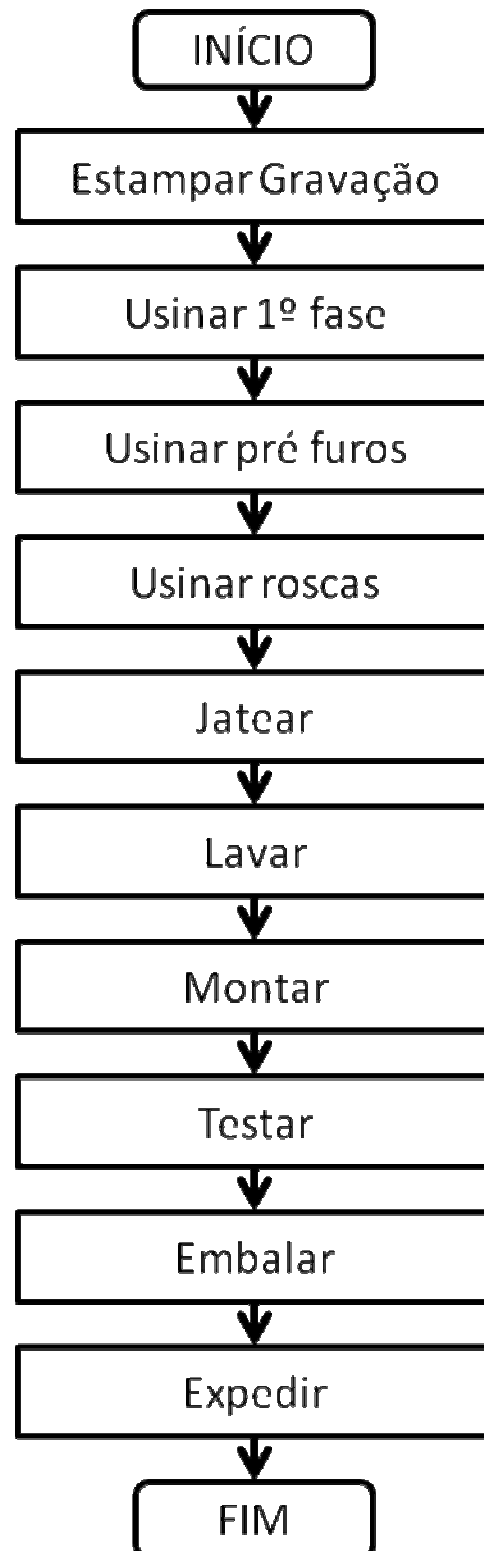 INÍCIO
Estampar Gravação
Usinar 1º fase
Usinar pré furos
Usinar roscas
Jatear
Lavar
Montar
Testar
Embalar
Expedir
FIM